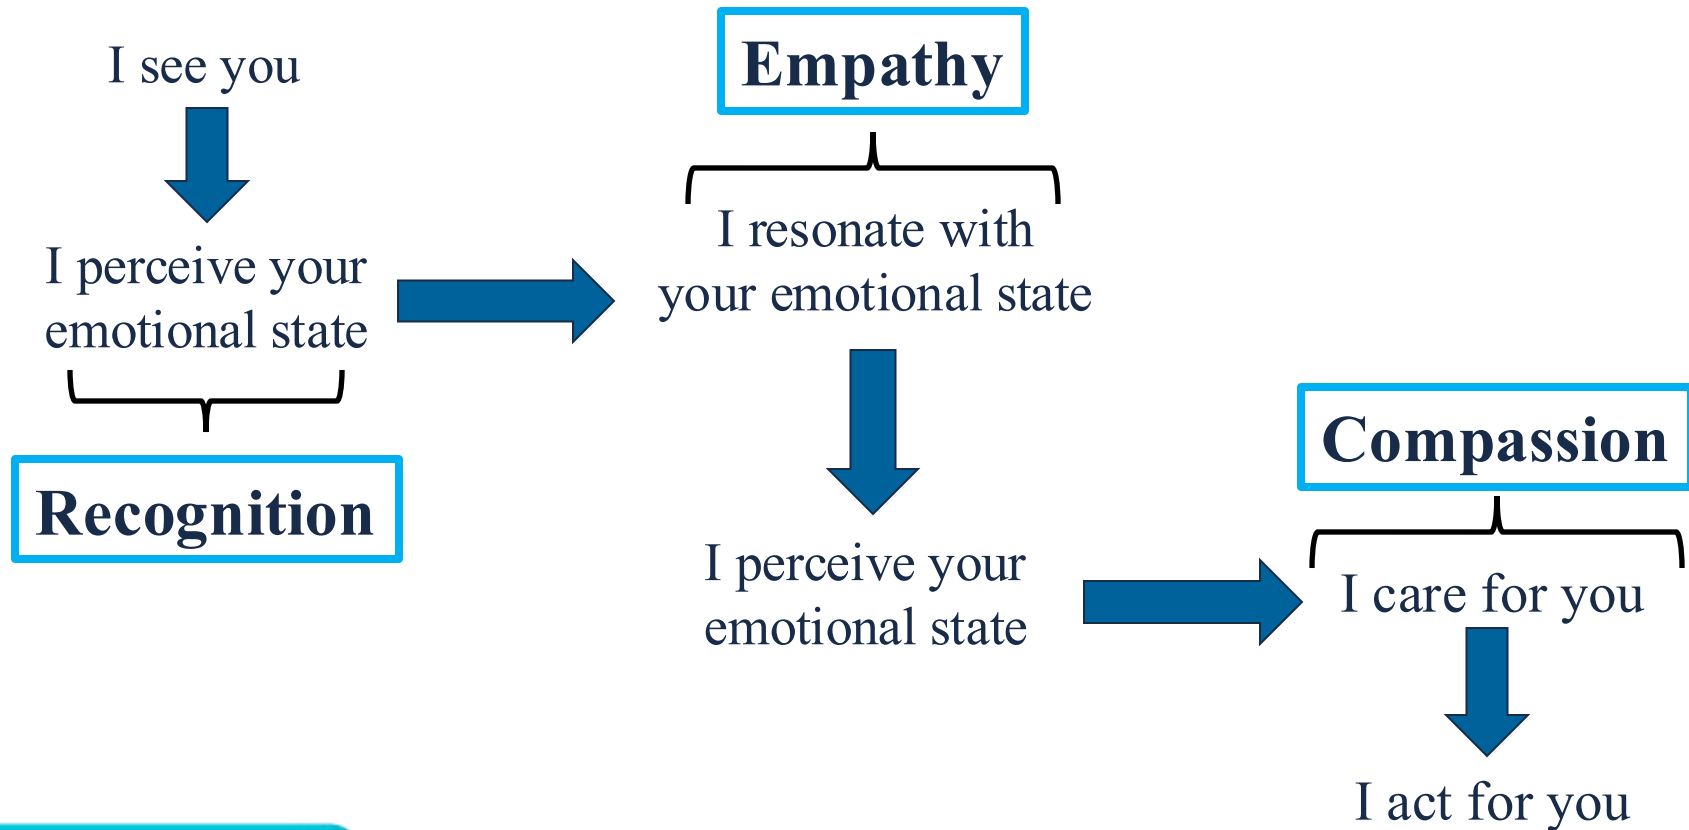 I see you
I perceive your
emotional state
Recognition
Empathy
I resonate with
your emotional state
I perceive your
emotional state
Compassion
I care for you
I act for you